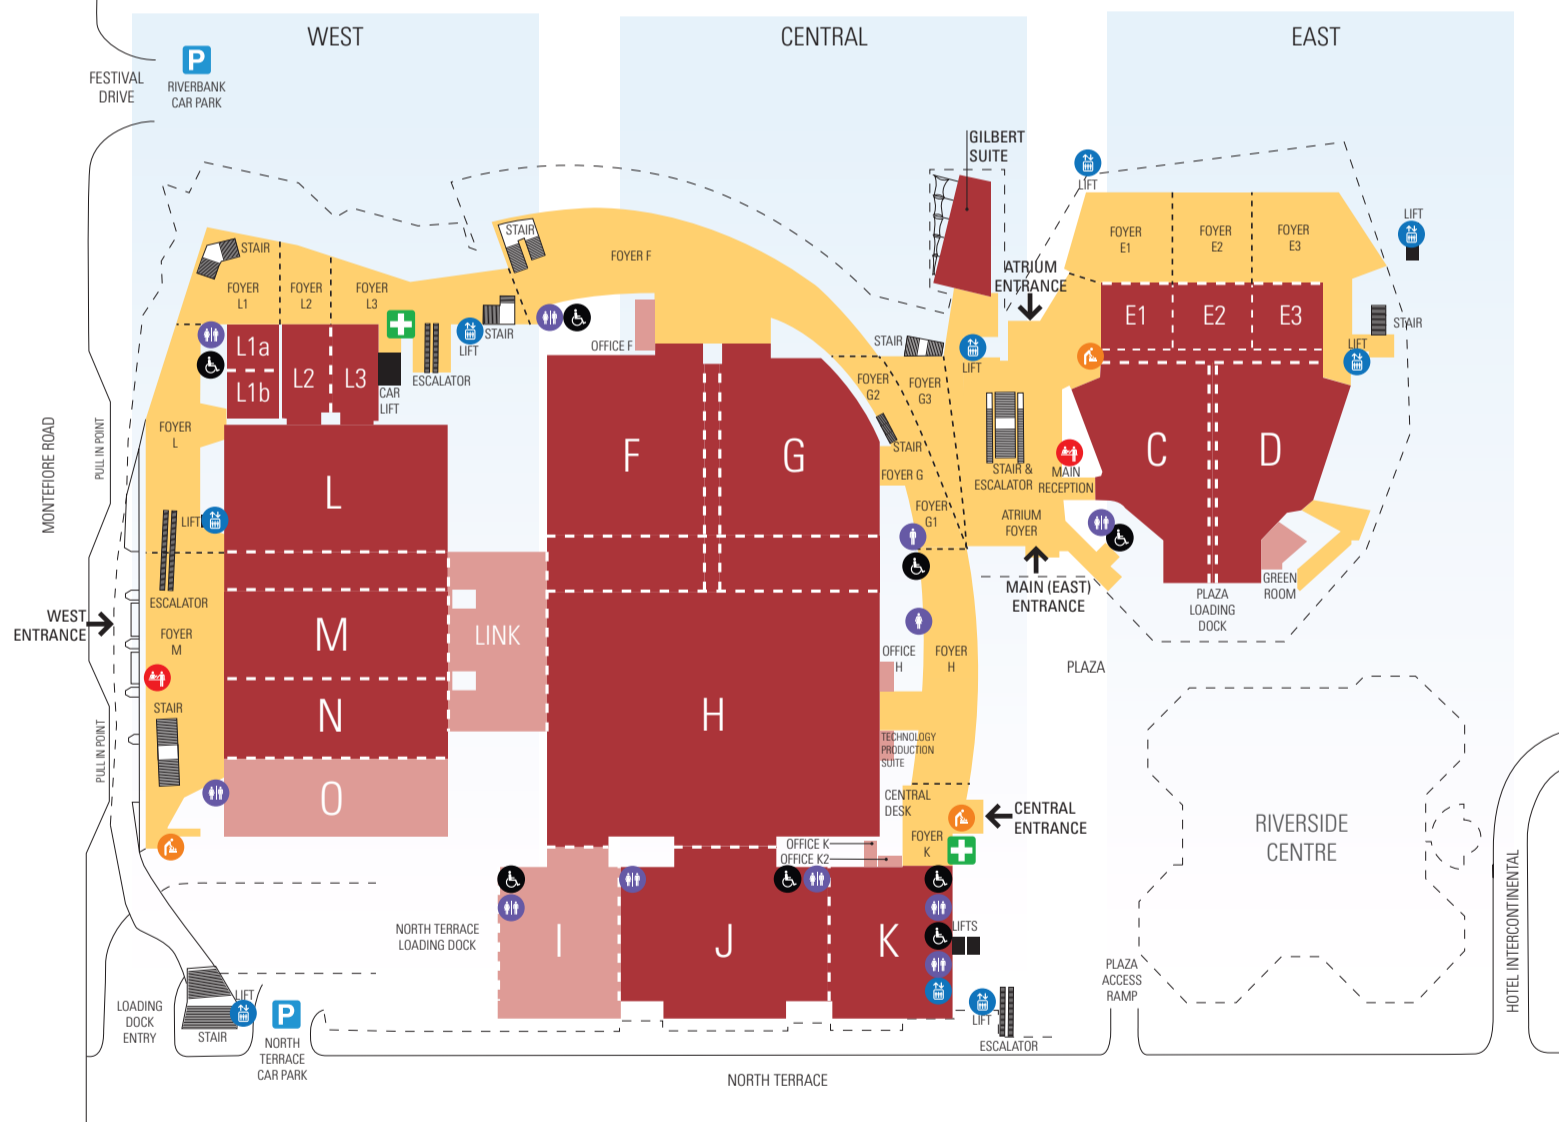 WEST
CENTRAL
EAST
P
FESTIVAL
DRIVE
RIVERBANK
CAR PARK
GILBERT
SUITE
LIFT
LIFT
STAIR
STAIR
FOYER F
FOYER
E1
FOYER
E2
FOYER
E3
ATRIUM
ENTRANCE
FOYER
L1
FOYER
L2
FOYER
L3
E1
E2
E3
STAIR
STAIR
LIFT
OFFICE F
STAIR
LIFT
LIFT
L1a
L1b
L2
L3
ESCALATOR
CAR
LIFT
FOYER
G2
FOYER
G3
FOYER
L
MONTEFIORE ROAD
PULL IN POINT
F
G
STAIR
C
D
STAIR &
ESCALATOR
MAIN
RECEPTION
FOYER G
L
LIFT
FOYER
G1
ATRIUM
FOYER
ESCALATOR
MAIN (EAST)
ENTRANCE
PLAZA
LOADING
DOCK
GREEN
ROOM
WEST
ENTRANCE
FOYER
M
M
LINK
OFFICE
H
FOYER
H
PLAZA
STAIR
N
H
PULL IN POINT
TECHNOLOGY
PRODUCTION
SUITE
O
CENTRAL
DESK
CENTRAL
ENTRANCE
RIVERSIDE
CENTRE
OFFICE K
OFFICE K2
FOYER
K
NORTH TERRACE
LOADING DOCK
I
J
K
LIFTS
PLAZA
ACCESS
RAMP
HOTEL INTERCONTINENTAL
LOADING
DOCK
ENTRY
LIFT
STAIR
P
NORTH
TERRACE
CAR PARK
LIFT
ESCALATOR
NORTH TERRACE